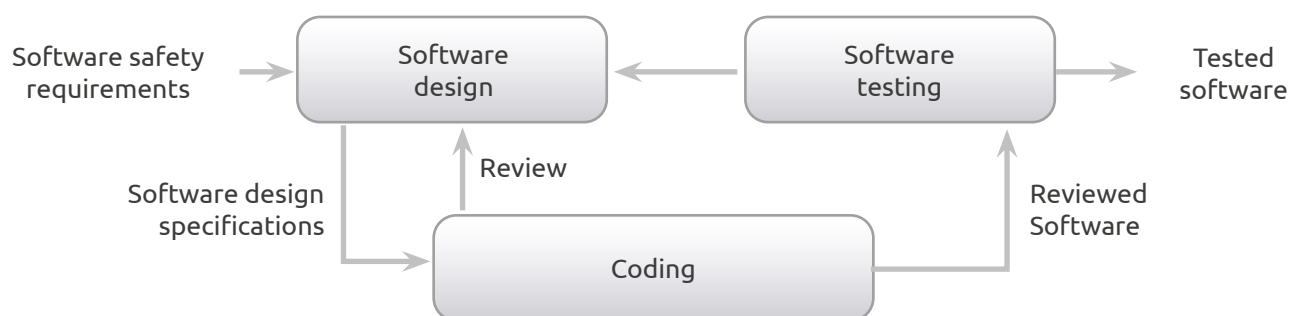 Software safety
requirements
Software
design
Software
testing
Tested
software
Review
Software design
specifications
Reviewed
Software
Coding